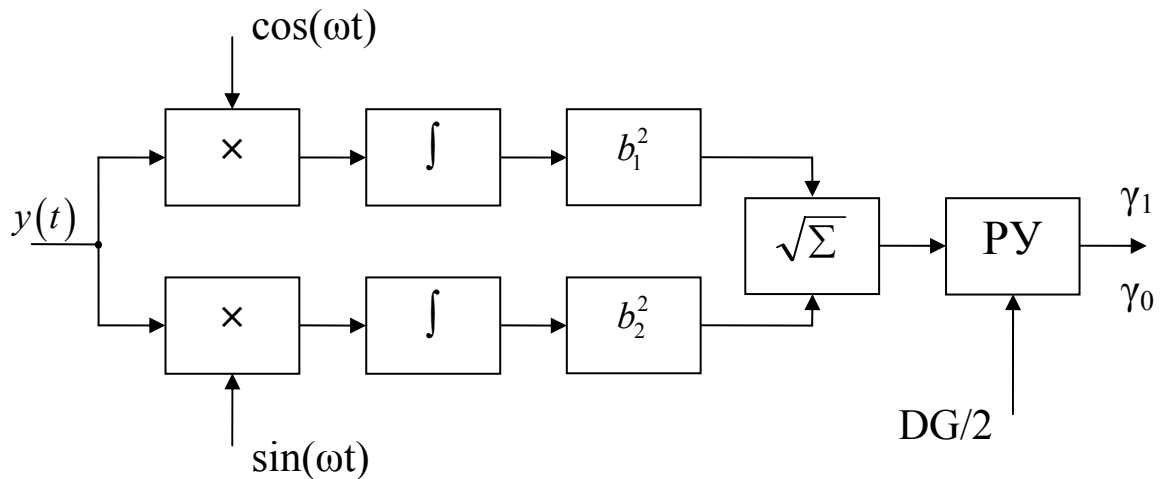 cos(ωt)
× ∫ b₁²
y(t)
√Σ РУ γ₁
γ₀
× ∫ b₂²
DG/2
sin(ωt)